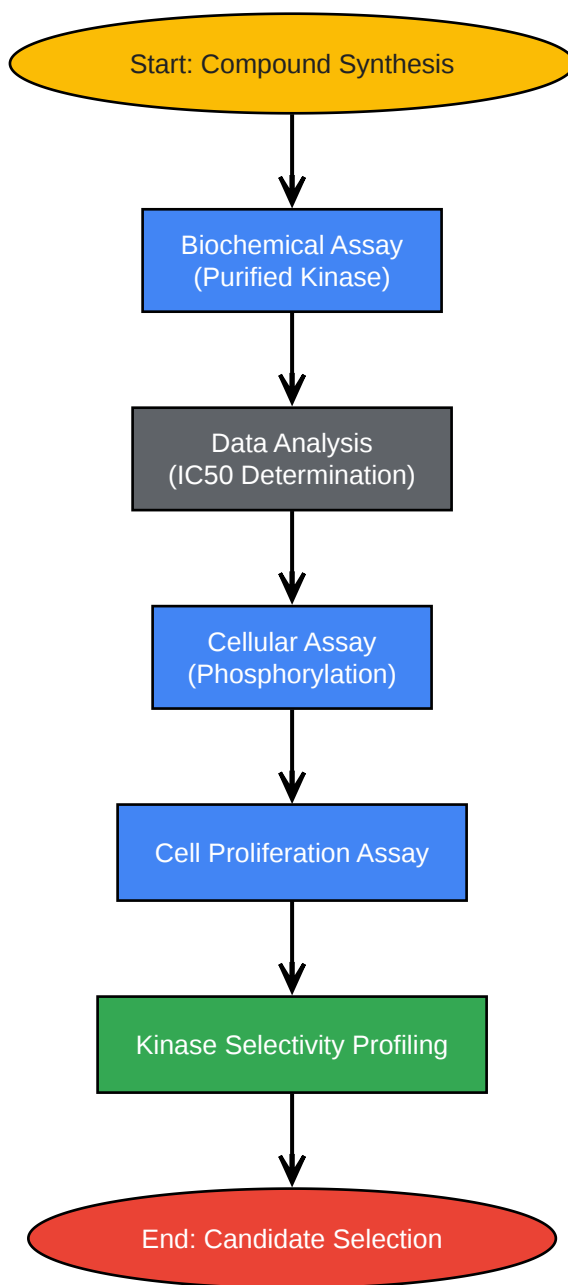 Start: Compound Synthesis
Biochemical Assay
(Purified Kinase)
Data Analysis
(IC50 Determination)
Cellular Assay
(Phosphorylation)
Cell Proliferation Assay
Kinase Selectivity Profiling
End: Candidate Selection